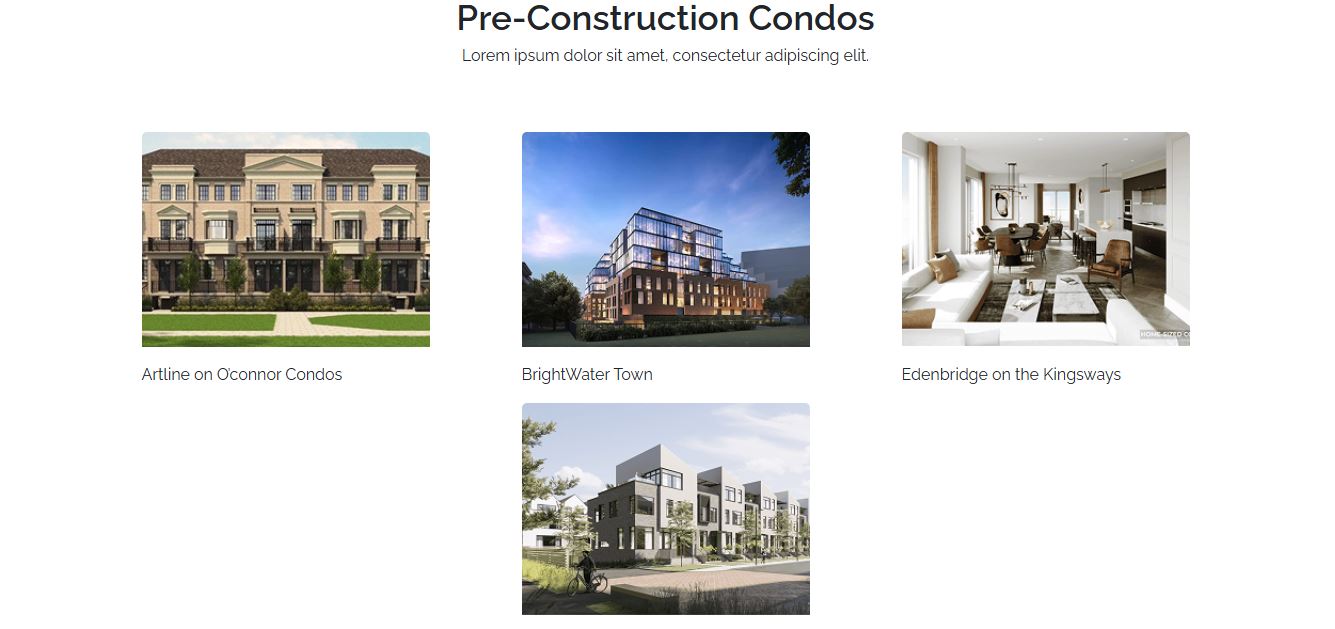 Pre-Construction Condos
Lorem ipsum dolor sit amet, consectetur adipiscing elit.
Artline on O'connor Condos
BrightWater Town
Edenbridge on the Kingsways